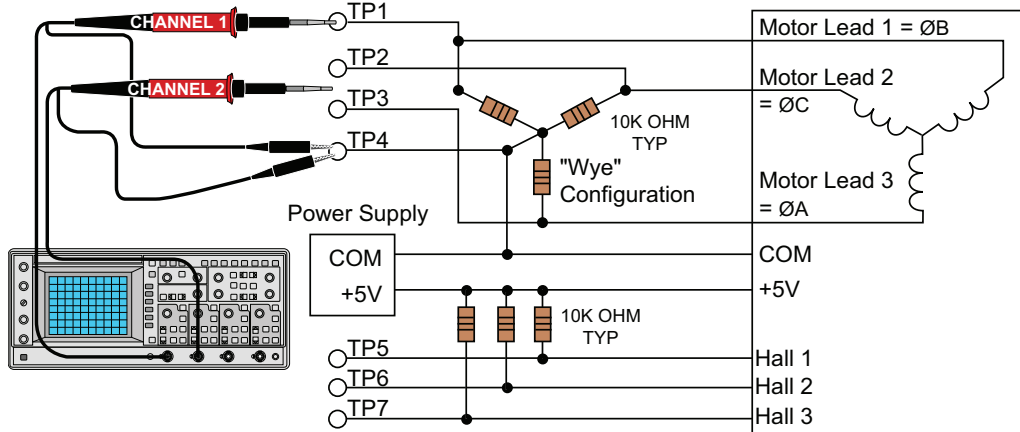 CHANNEL 1
TP1
Motor Lead 1 = ØB
TP2
CHANNEL 2
Motor Lead 2
= ØC
TP3
10K OHM
TYP
TP4
"Wye"
Configuration
Motor Lead 3
= ØA
Power Supply
COM
COM
+5V
+5V
10K OHM
TYP
TP5
Hall 1
TP6
Hall 2
TP7
Hall 3